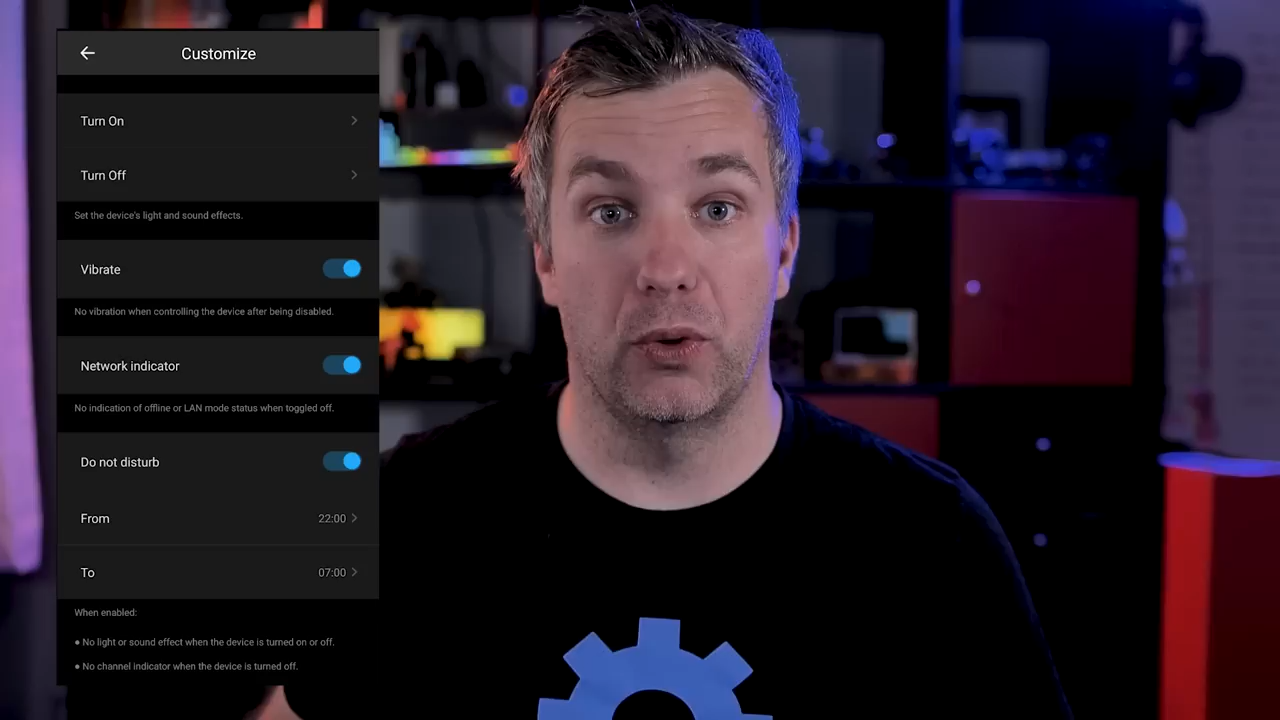 Customize
Turn On
Turn Off
Set the device's light and sound effects.
Vibrate
No vibration when controlling the device after being disabled.
Network indicator
No indication of offline or LAN mode status when toggled off.
Do not disturb
From 22:00
To 07:00
When enabled:
● No light or sound effect when the device is turned on or off.
● No channel indicator when the device is turned off.